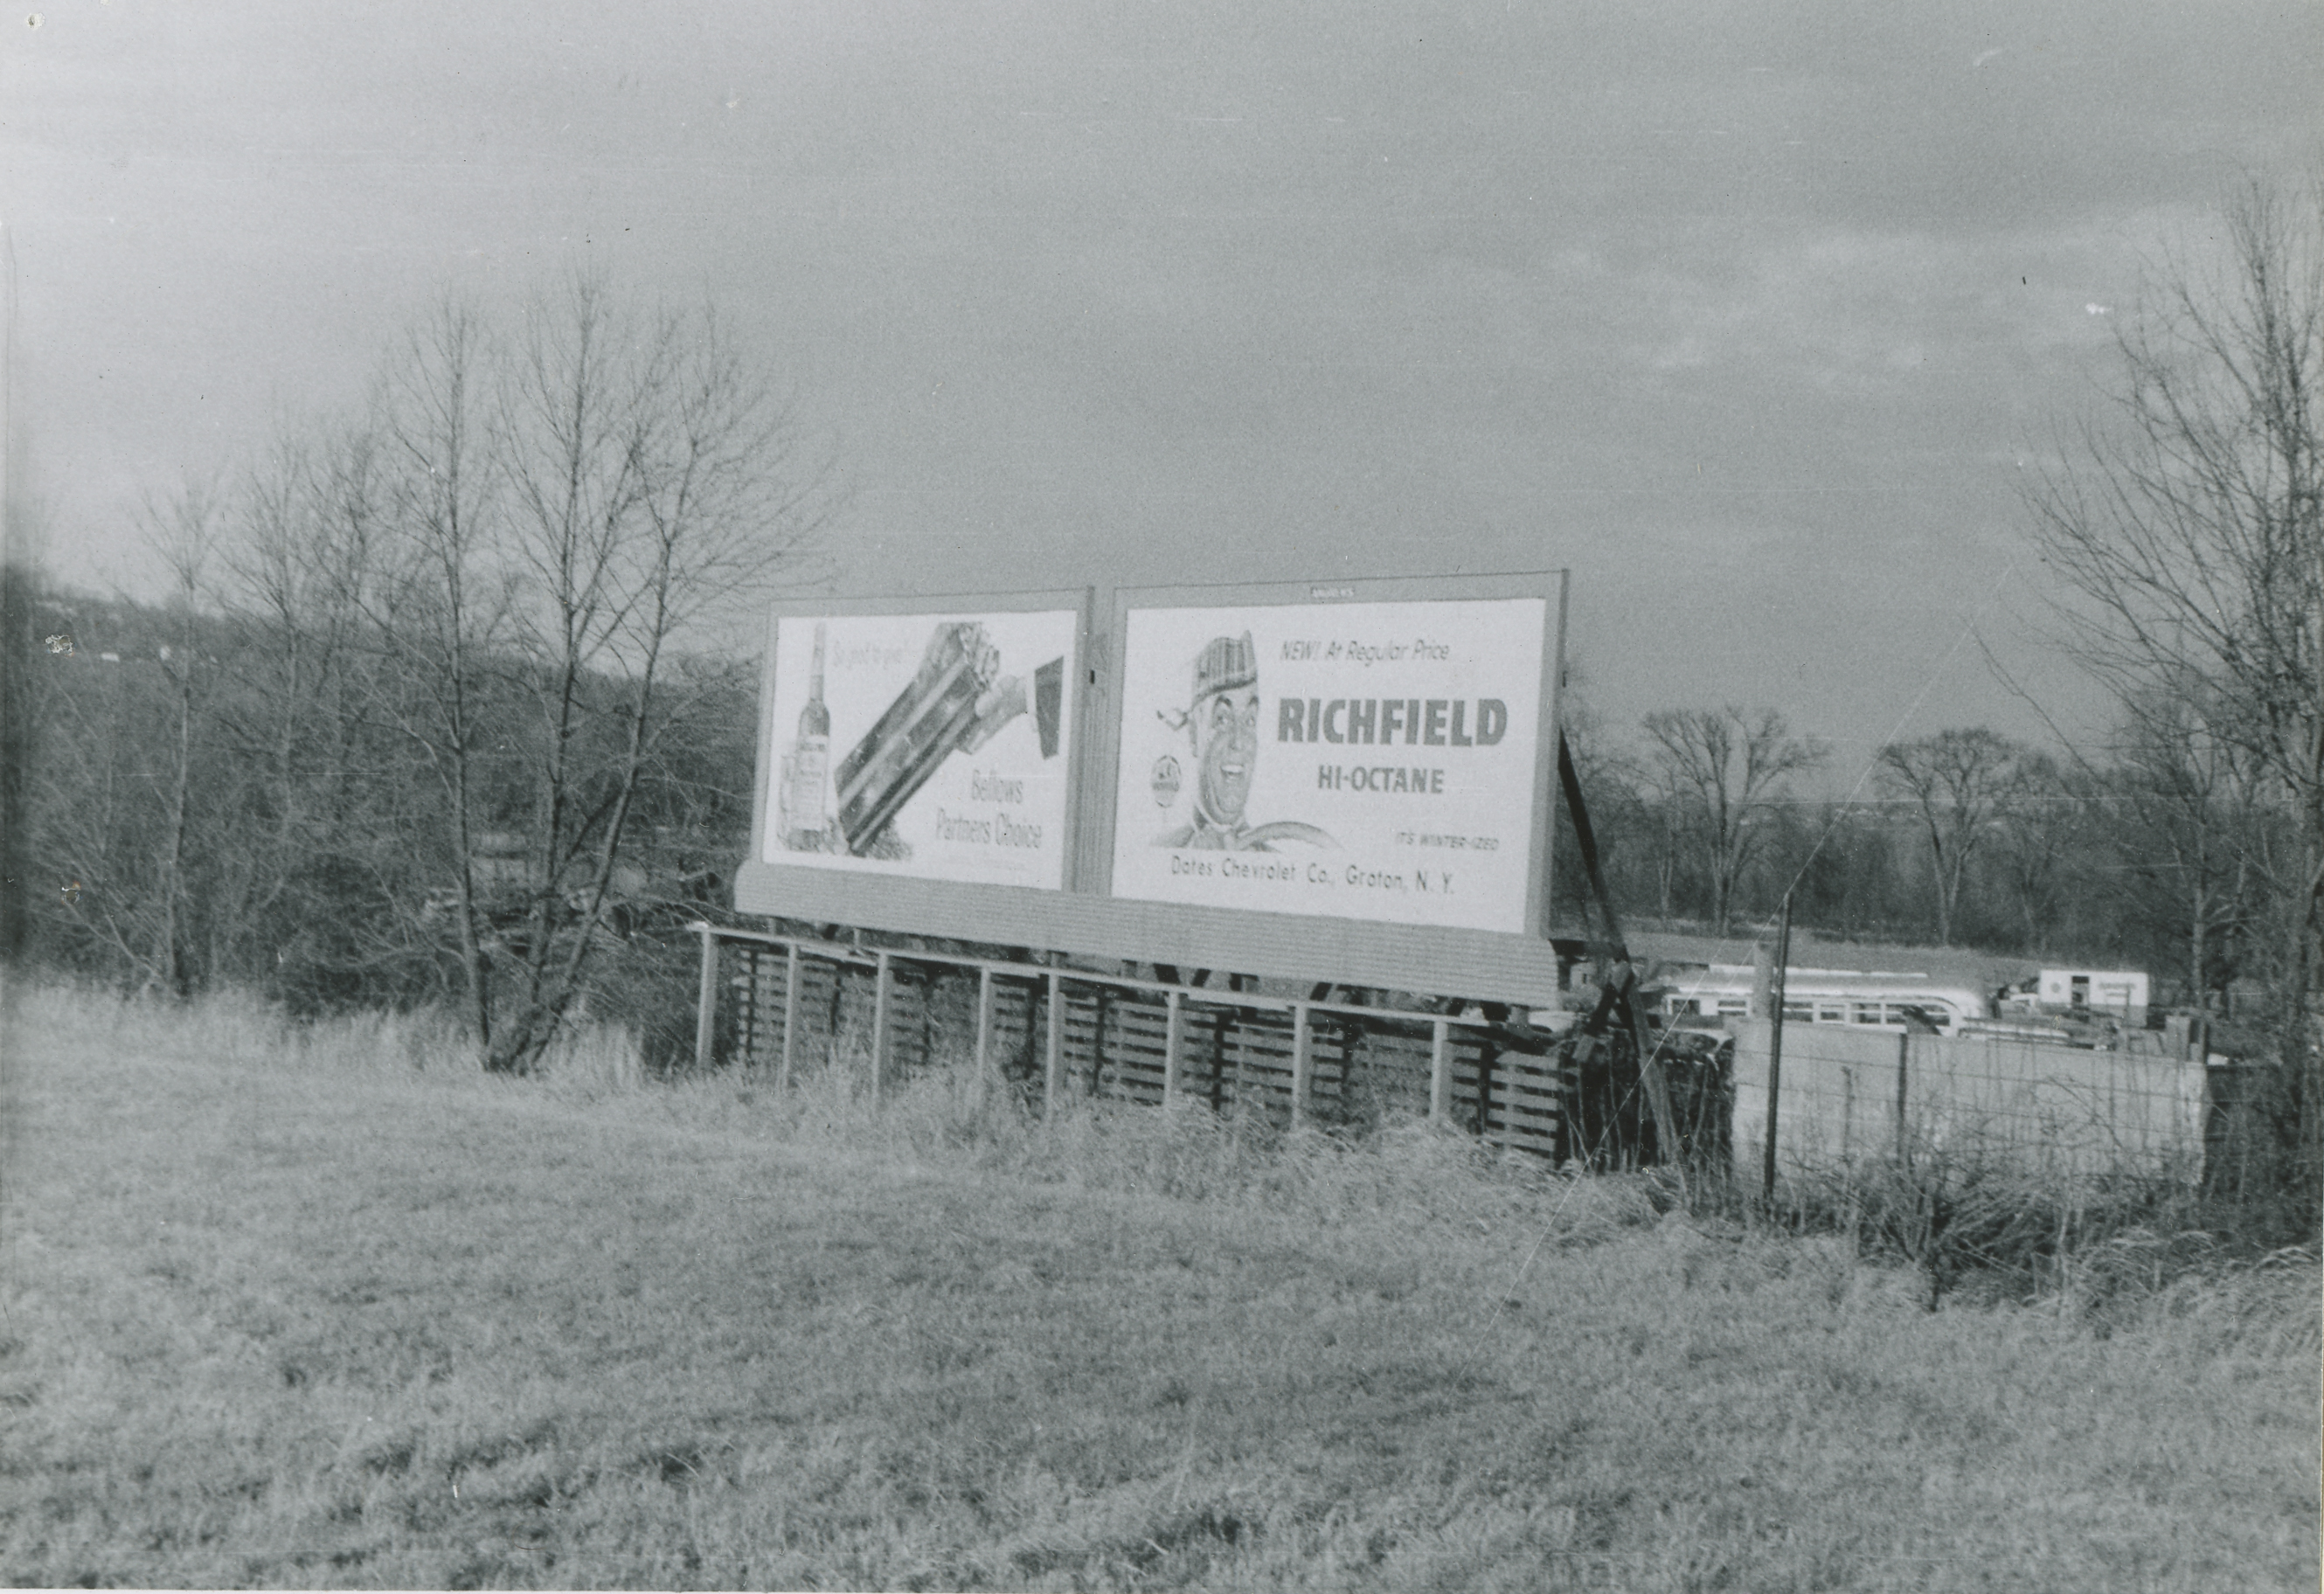 So good to give!
Bellows
Partners Choice
ANDREWS
NEW! At Regular Price
RICHFIELD
HI-OCTANE
IT'S WINTER-IZED
Dates Chevrolet Co., Groton, N. Y.